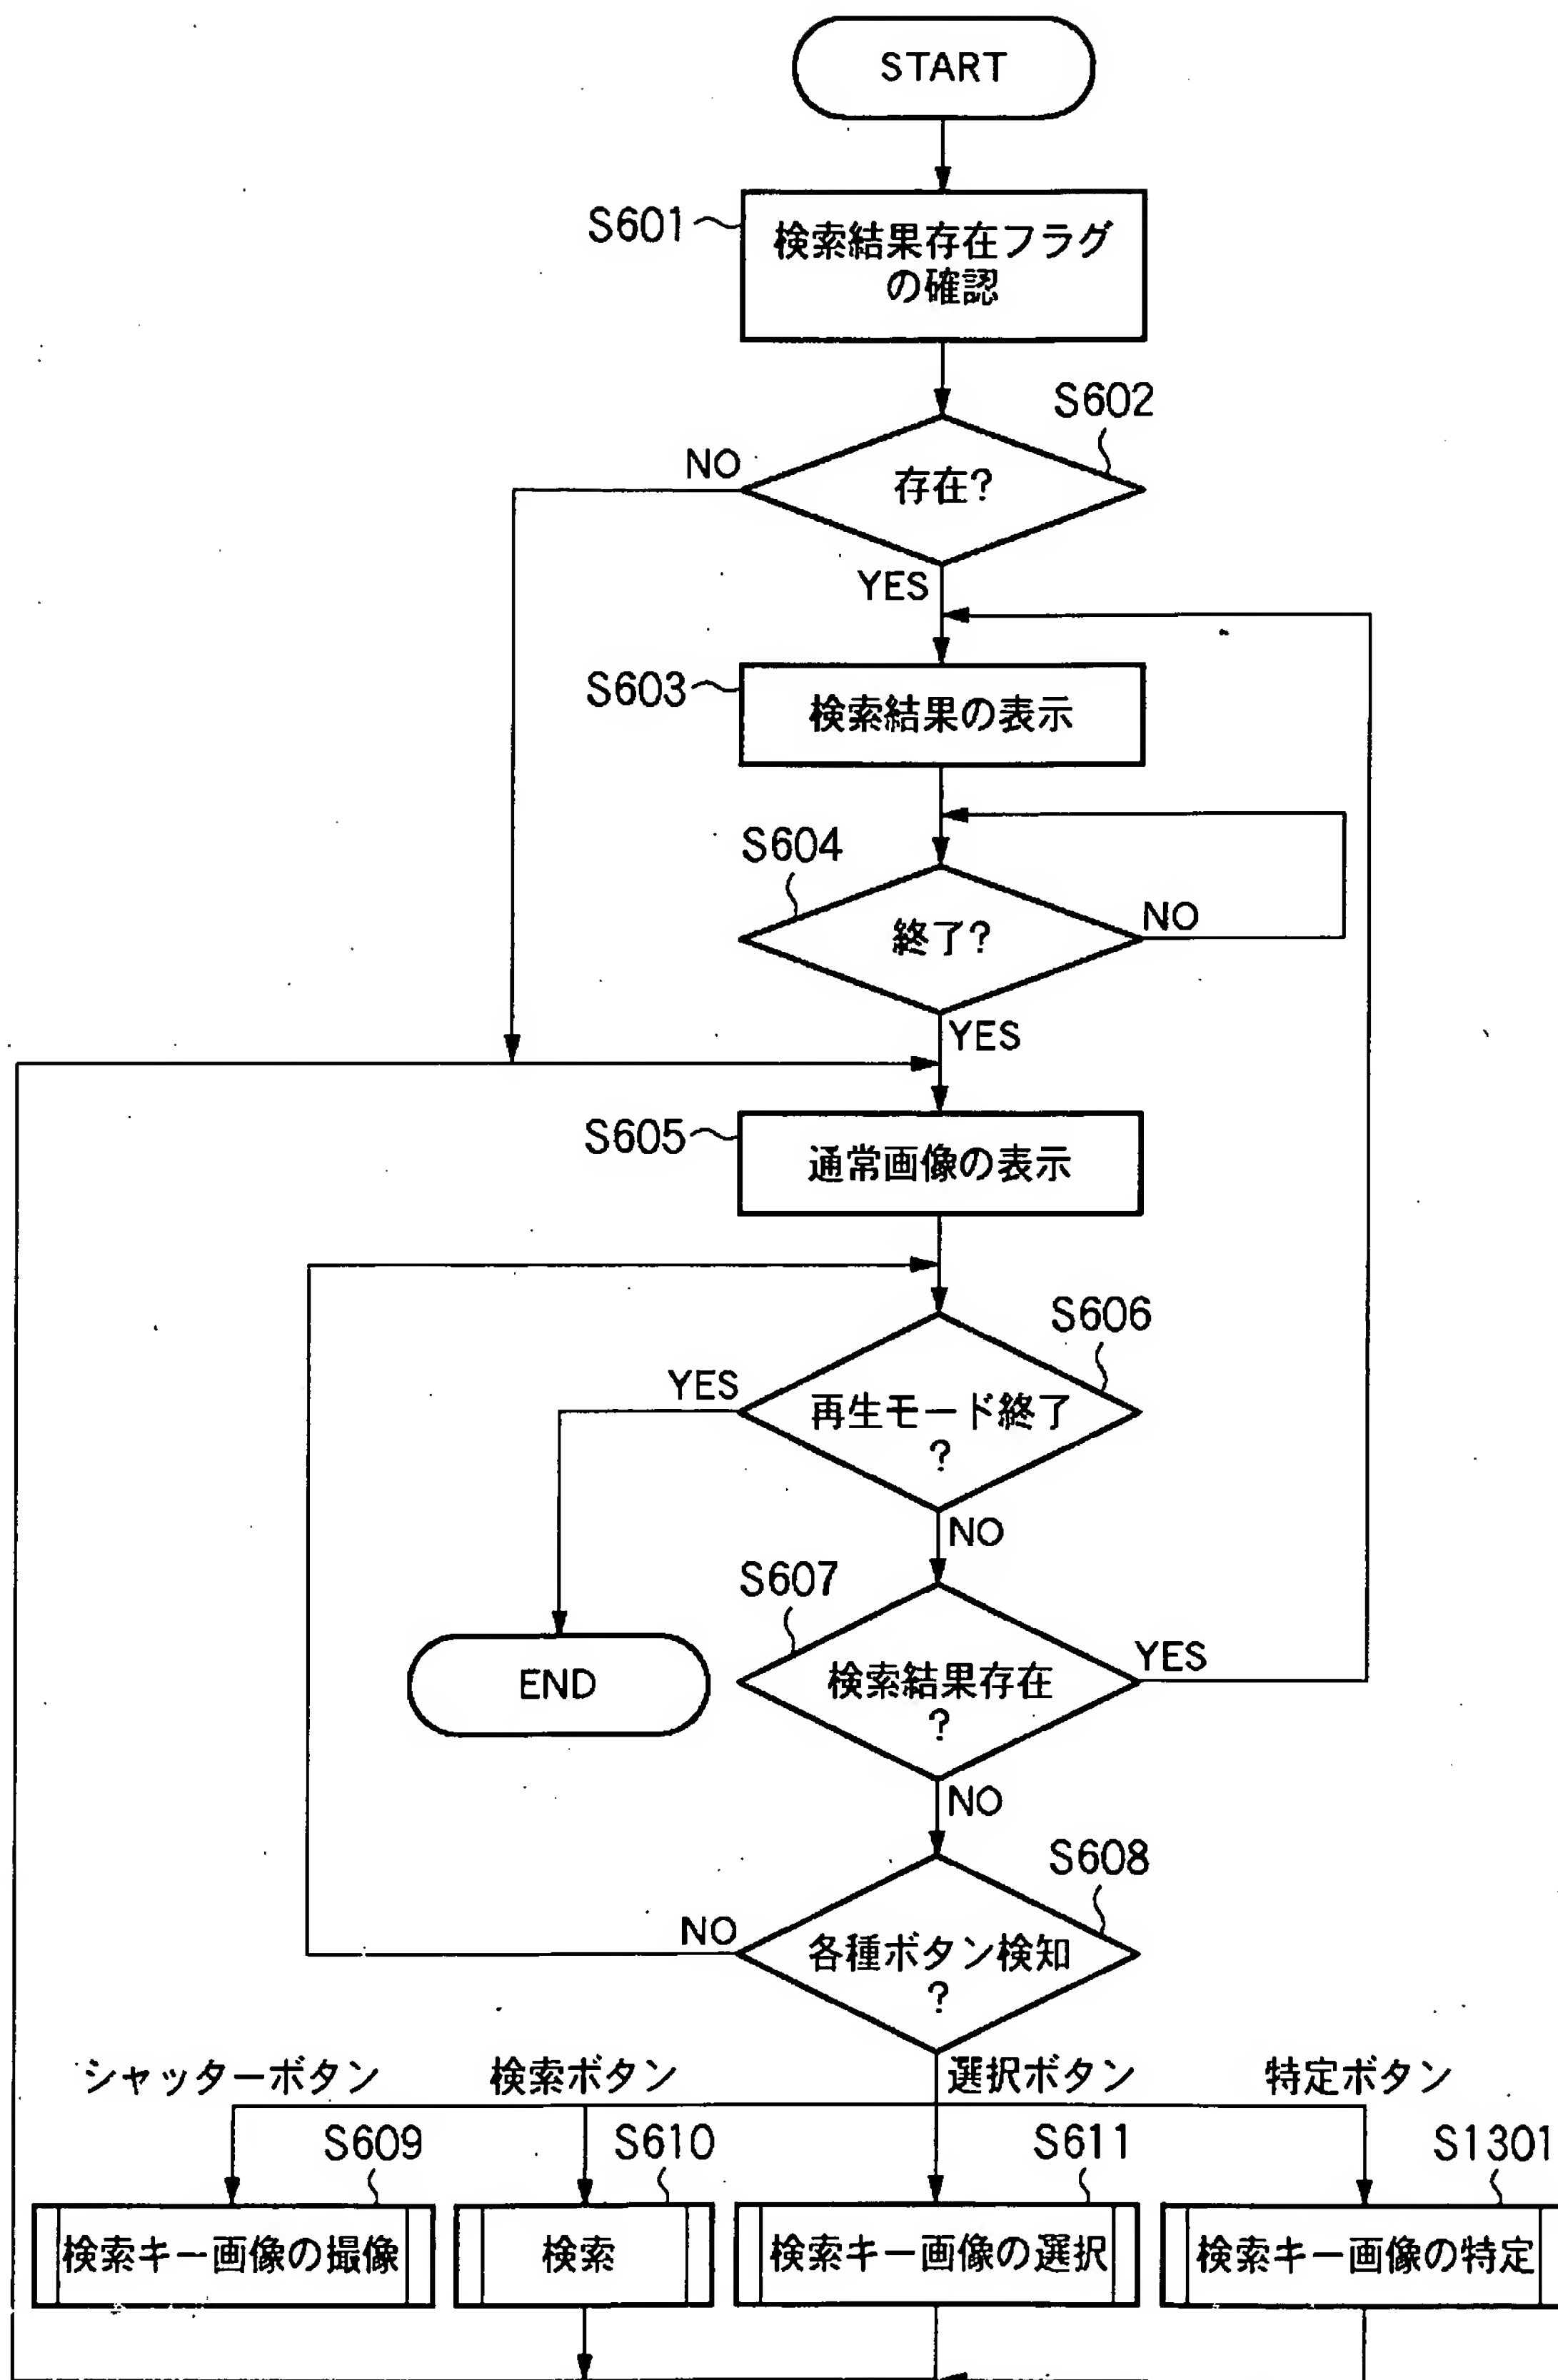 START
S601
検索結果存在フラグ
の確認
S602
NO
存在?
YES
S603
検索結果の表示
S604
終了?
NO
YES
S605
通常画像の表示
S606
YES
再生モード終了
?
NO
S607
END
検索結果存在
?
YES
NO
S608
NO
各種ボタン検知
?
シャッターボタン
検索ボタン
選択ボタン
特定ボタン
S609
S610
S611
S1301
検索キー画像の撮像
検索
検索キー画像の選択
検索キー画像の特定